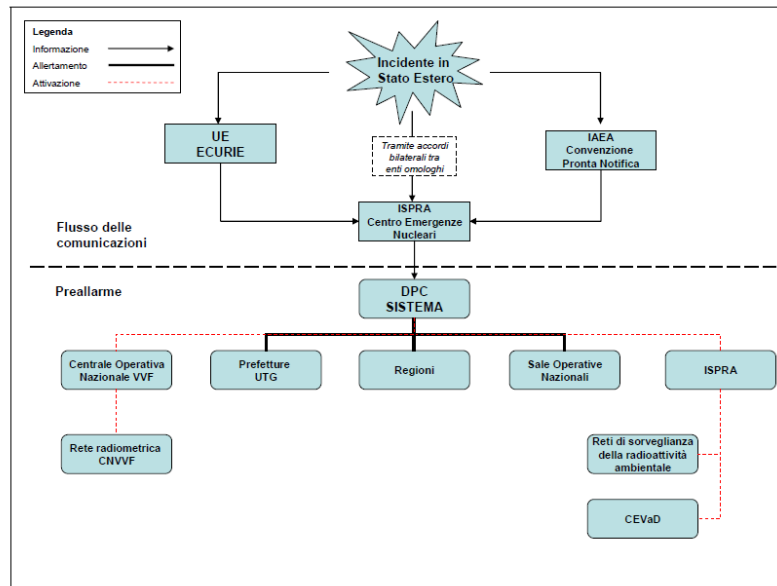 Legenda
Informazione
Allertamento
Attivazione
Incidente in
Stato Estero
UE
ECURIE
Tramite accordi
bilaterali tra
enti omologhi
IAEA
Convenzione
Pronta Notifica
ISPRA
Centro Emergenze
Nucleari
Flusso delle
comunicazioni
Preallarme
DPC
SISTEMA
Centrale Operativa
Nazionale VVF
Prefetture
UTG
Regioni
Sale Operative
Nazionali
ISPRA
Rete radiometrica
CNVVF
Reti di sorveglianza
della radioattività
ambientale
CEVaD